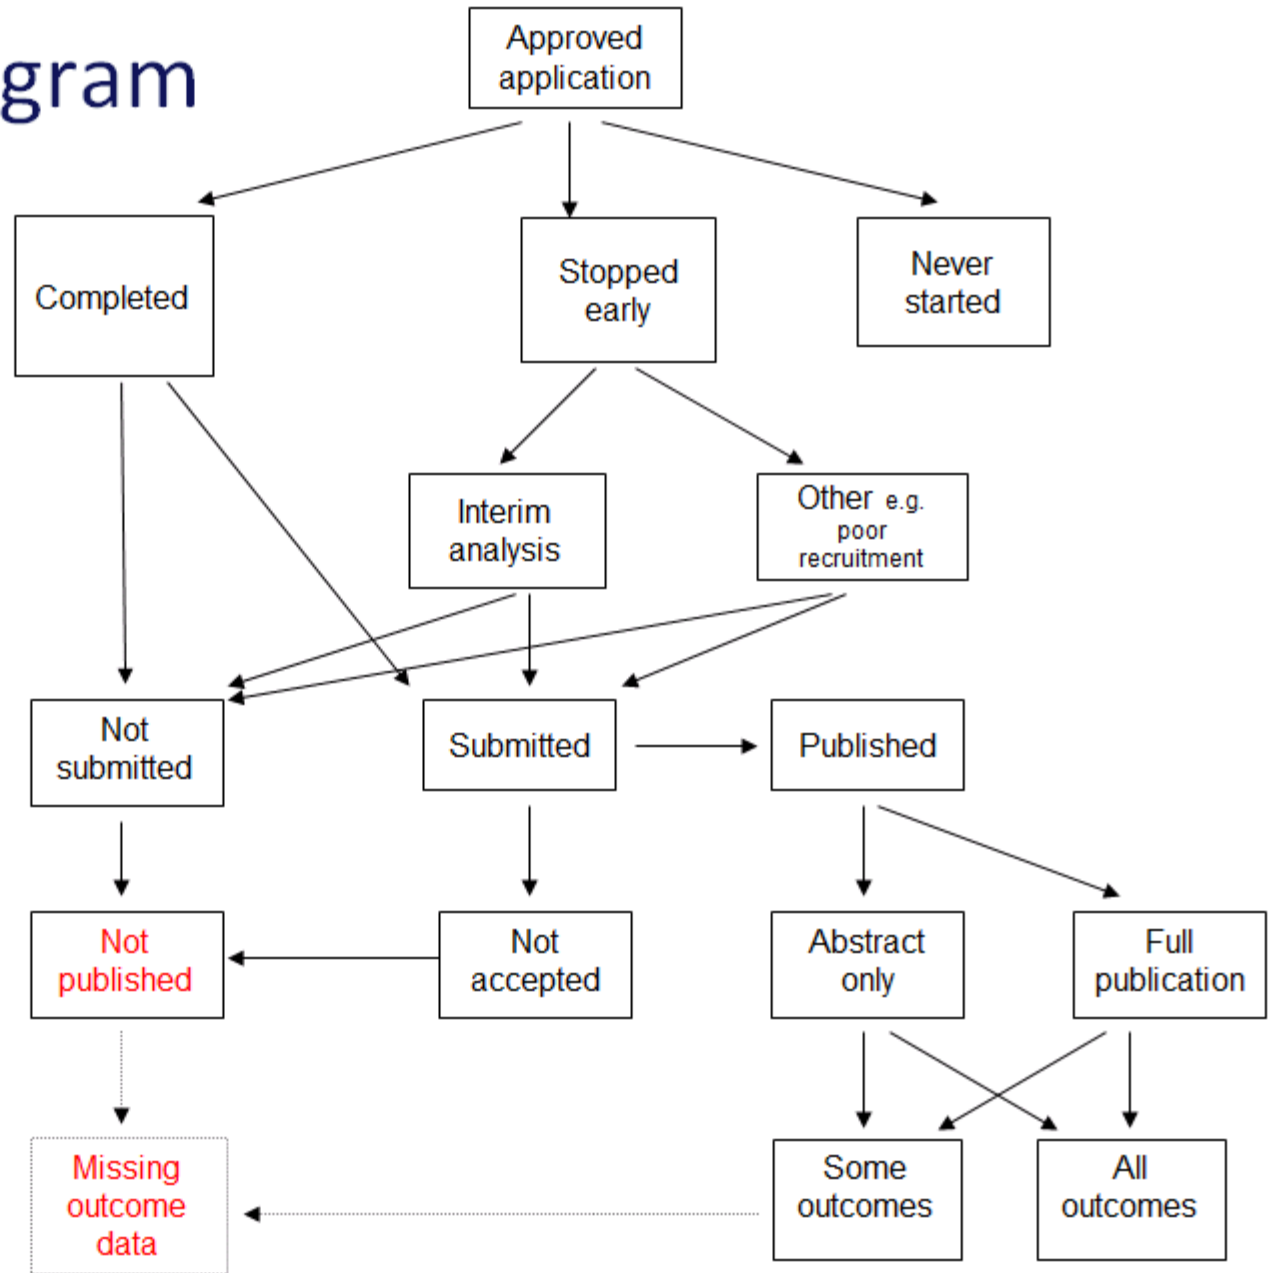 gram
Approved
application
Completed
Stopped
early
Never
started
Interim
analysis
Other e.g.
poor
recruitment
Not
submitted
Submitted
Published
Not
published
Not
accepted
Abstract
only
Full
publication
Missing
outcome
data
Some
outcomes
All
outcomes